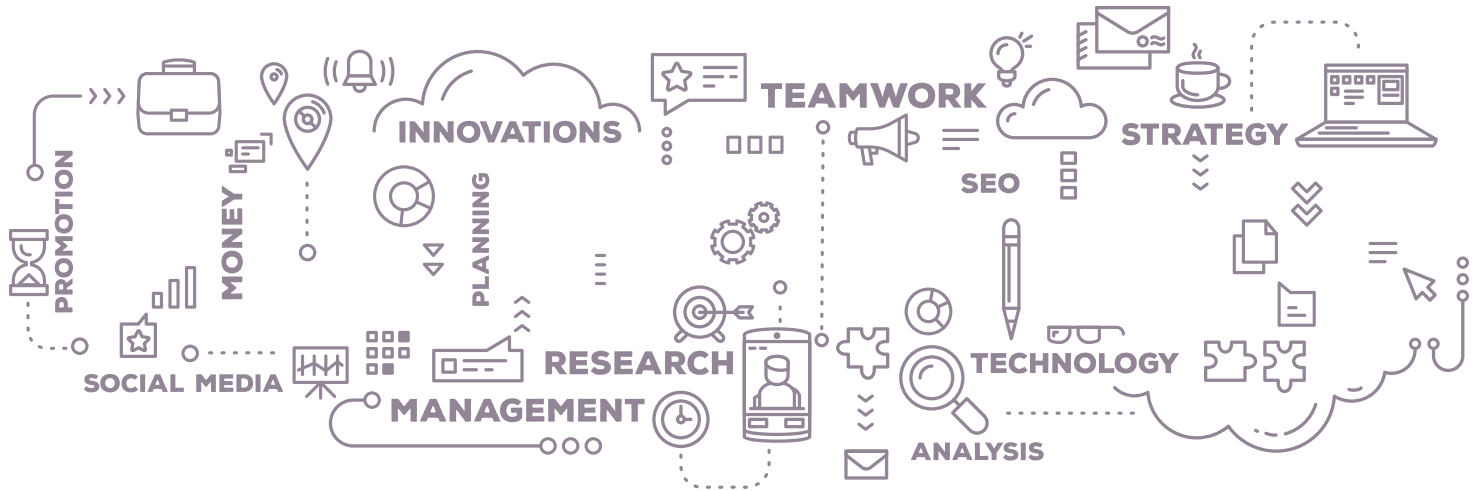 TEAMWORK
INNOVATIONS
STRATEGY
SEO
PROMOTION
MONEY
PLANNING
RESEARCH
TECHNOLOGY
SOCIAL MEDIA
MANAGEMENT
ANALYSIS